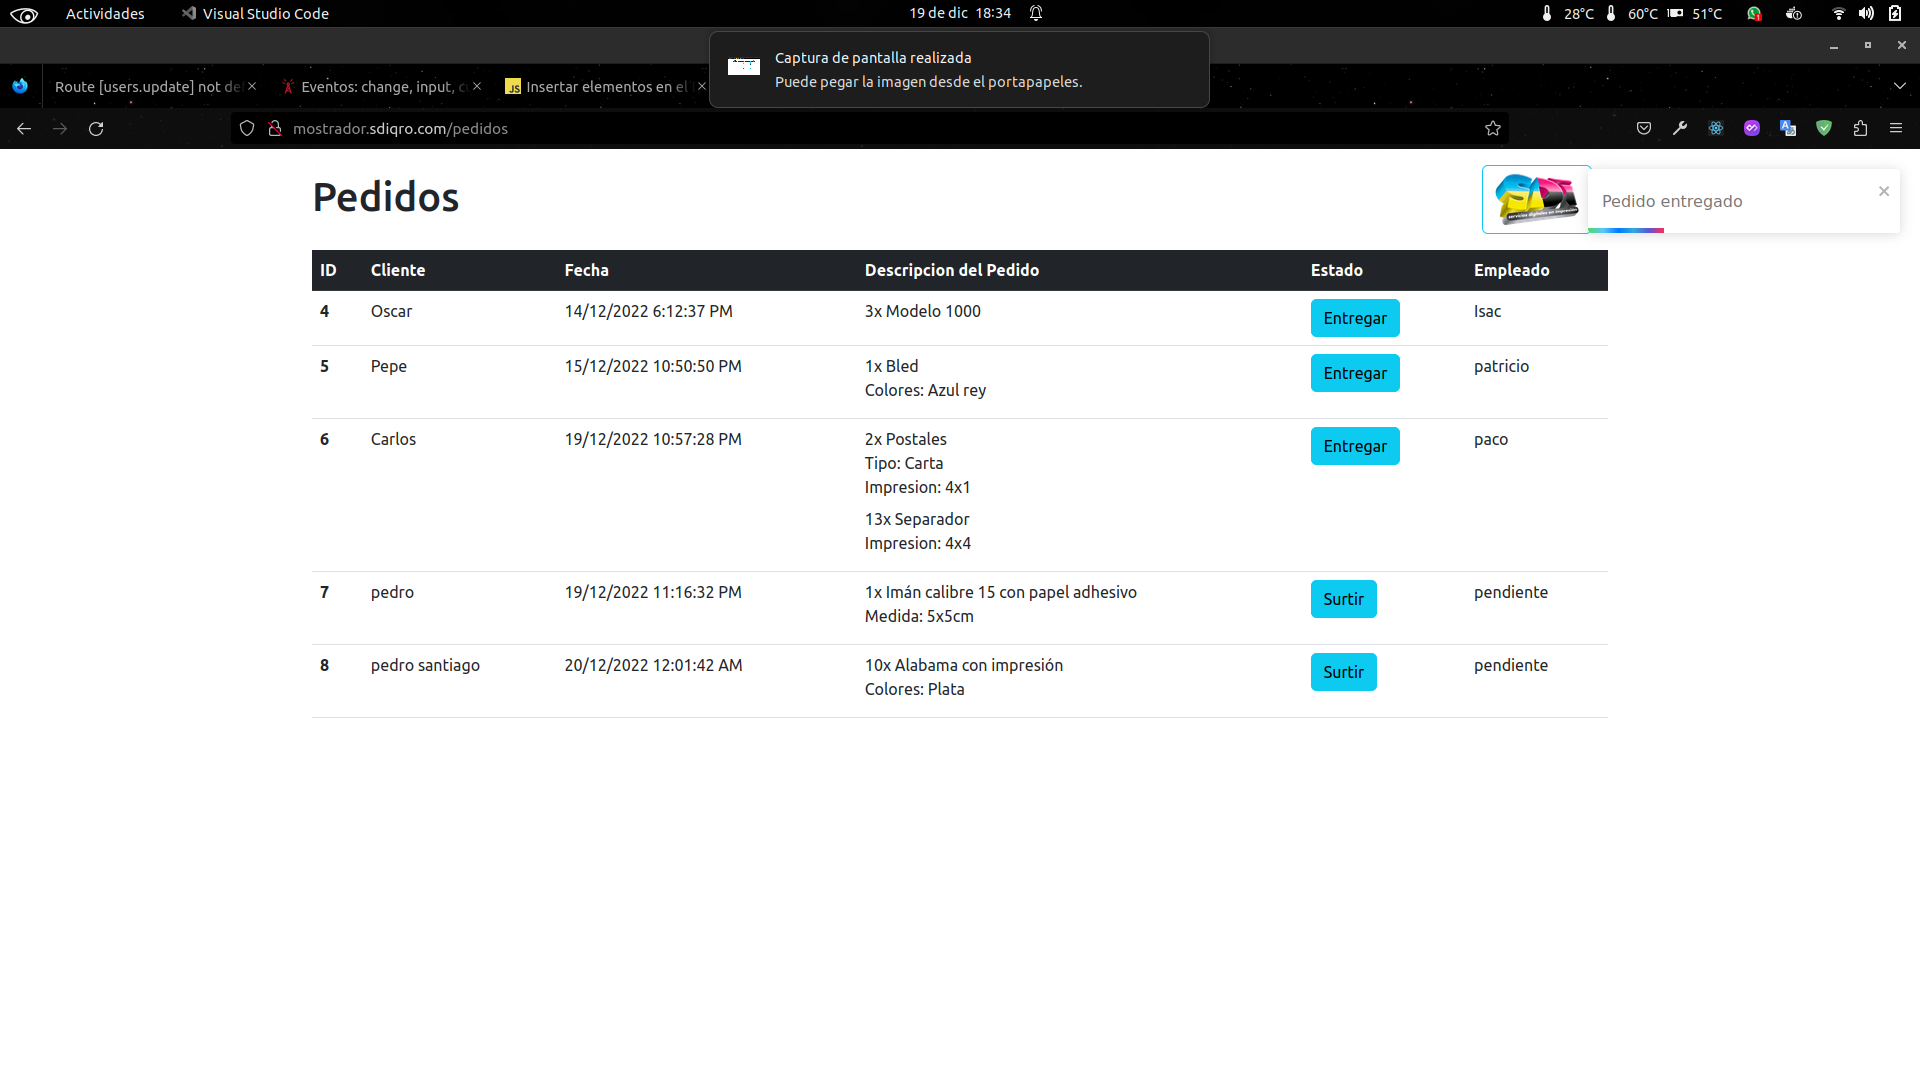 Actividades
Visual Studio Code
19 de dic 18:34
28°C
60°C
51°C
Captura de pantalla realizada
Puede pegar la imagen desde el portapapeles.
Route [users.update] not de
Eventos: change, input, c
JS
Insertar elementos en el
mostrador.sdiqro.com/pedidos
Pedidos
SDI
Pedido entregado
ID Cliente Fecha Descripcion del Pedido Estado Empleado
4 Oscar 14/12/2022 6:12:37 PM 3x Modelo 1000 Entregar Isac
5 Pepe 15/12/2022 10:50:50 PM 1x Bled Entregar patricio
Colores: Azul rey
6 Carlos 19/12/2022 10:57:28 PM 2x Postales Entregar paco
Tipo: Carta
Impresion: 4x1
13x Separador
Impresion: 4x4
7 pedro 19/12/2022 11:16:32 PM 1x Imán calibre 15 con papel adhesivo Surtir pendiente
Medida: 5x5cm
8 pedro santiago 20/12/2022 12:01:42 AM 10x Alabama con impresión Surtir pendiente
Colores: Plata